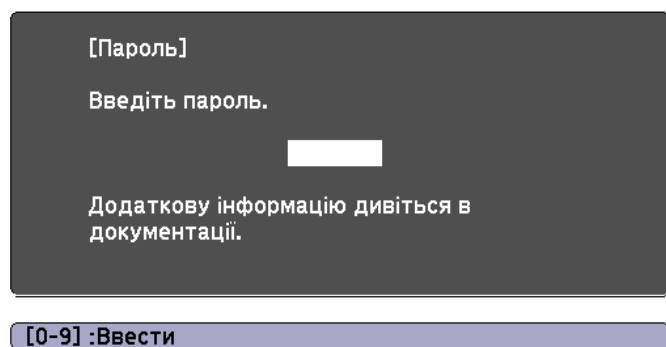 [Пароль]
Введіть пароль.
Додаткову інформацію дивіться в
документації.
[0-9] :Ввести